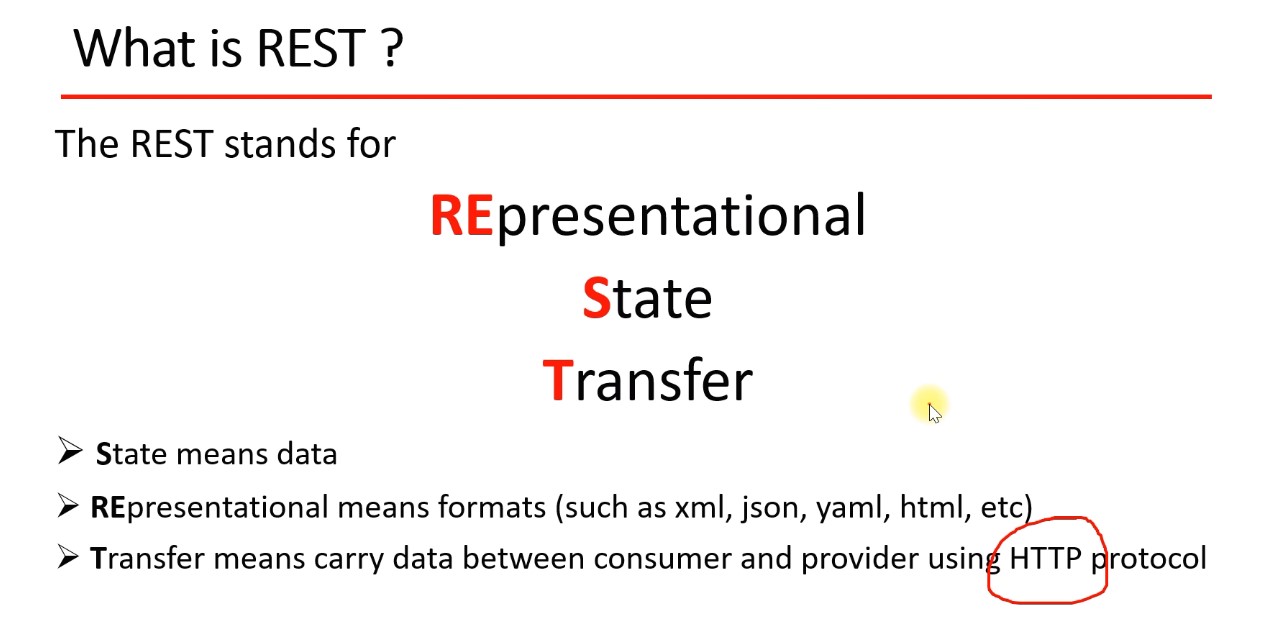 What is REST ?
The REST stands for
REpresentational
State
Transfer
State means data
REpresentational means formats (such as xml, json, yaml, html, etc)
Transfer means carry data between consumer and provider using HTTP protocol